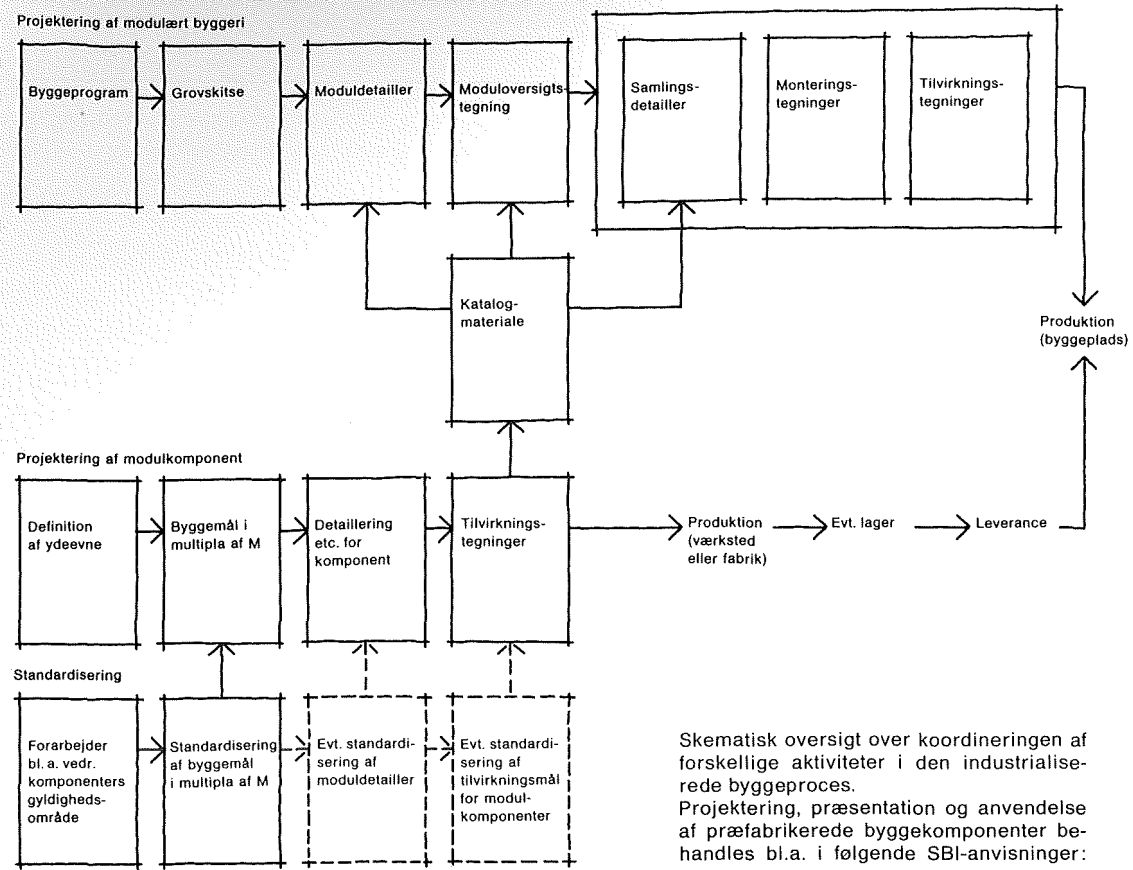 Projektering af modulært byggeri
Byggeprogram
Grovskitse
Moduldetailler
Moduloversigts-
tegning
Samlings-
detailler
Monterings-
tegninger
Tilvirknings-
tegninger
Katalog-
materiale
Produktion
(byggeplads)
Projektering af modulkomponent
Definition
af ydeevne
Byggemål i
multipla af M
Detaillering
etc. for
komponent
Tilvirknings-
tegninger
Produktion
(værksted
eller fabrik)
Evt. lager
Leverance
Standardisering
Forarbejder
bl. a. vedr.
komponenters
gyldigheds-
område
Standardisering
af byggemål
i multipla af M
Evt. standardi-
sering af
moduldetailler
Evt. standardi-
sering af
tilvirkningsmål
for modul-
komponenter
Skematisk oversigt over koordineringen af
forskellige aktiviteter i den industrialise-
rede byggeproces.
Projektering, præsentation og anvendelse
af præfabrikerede byggekomponenter be-
handles bl.a. i følgende SBI-anvisninger: